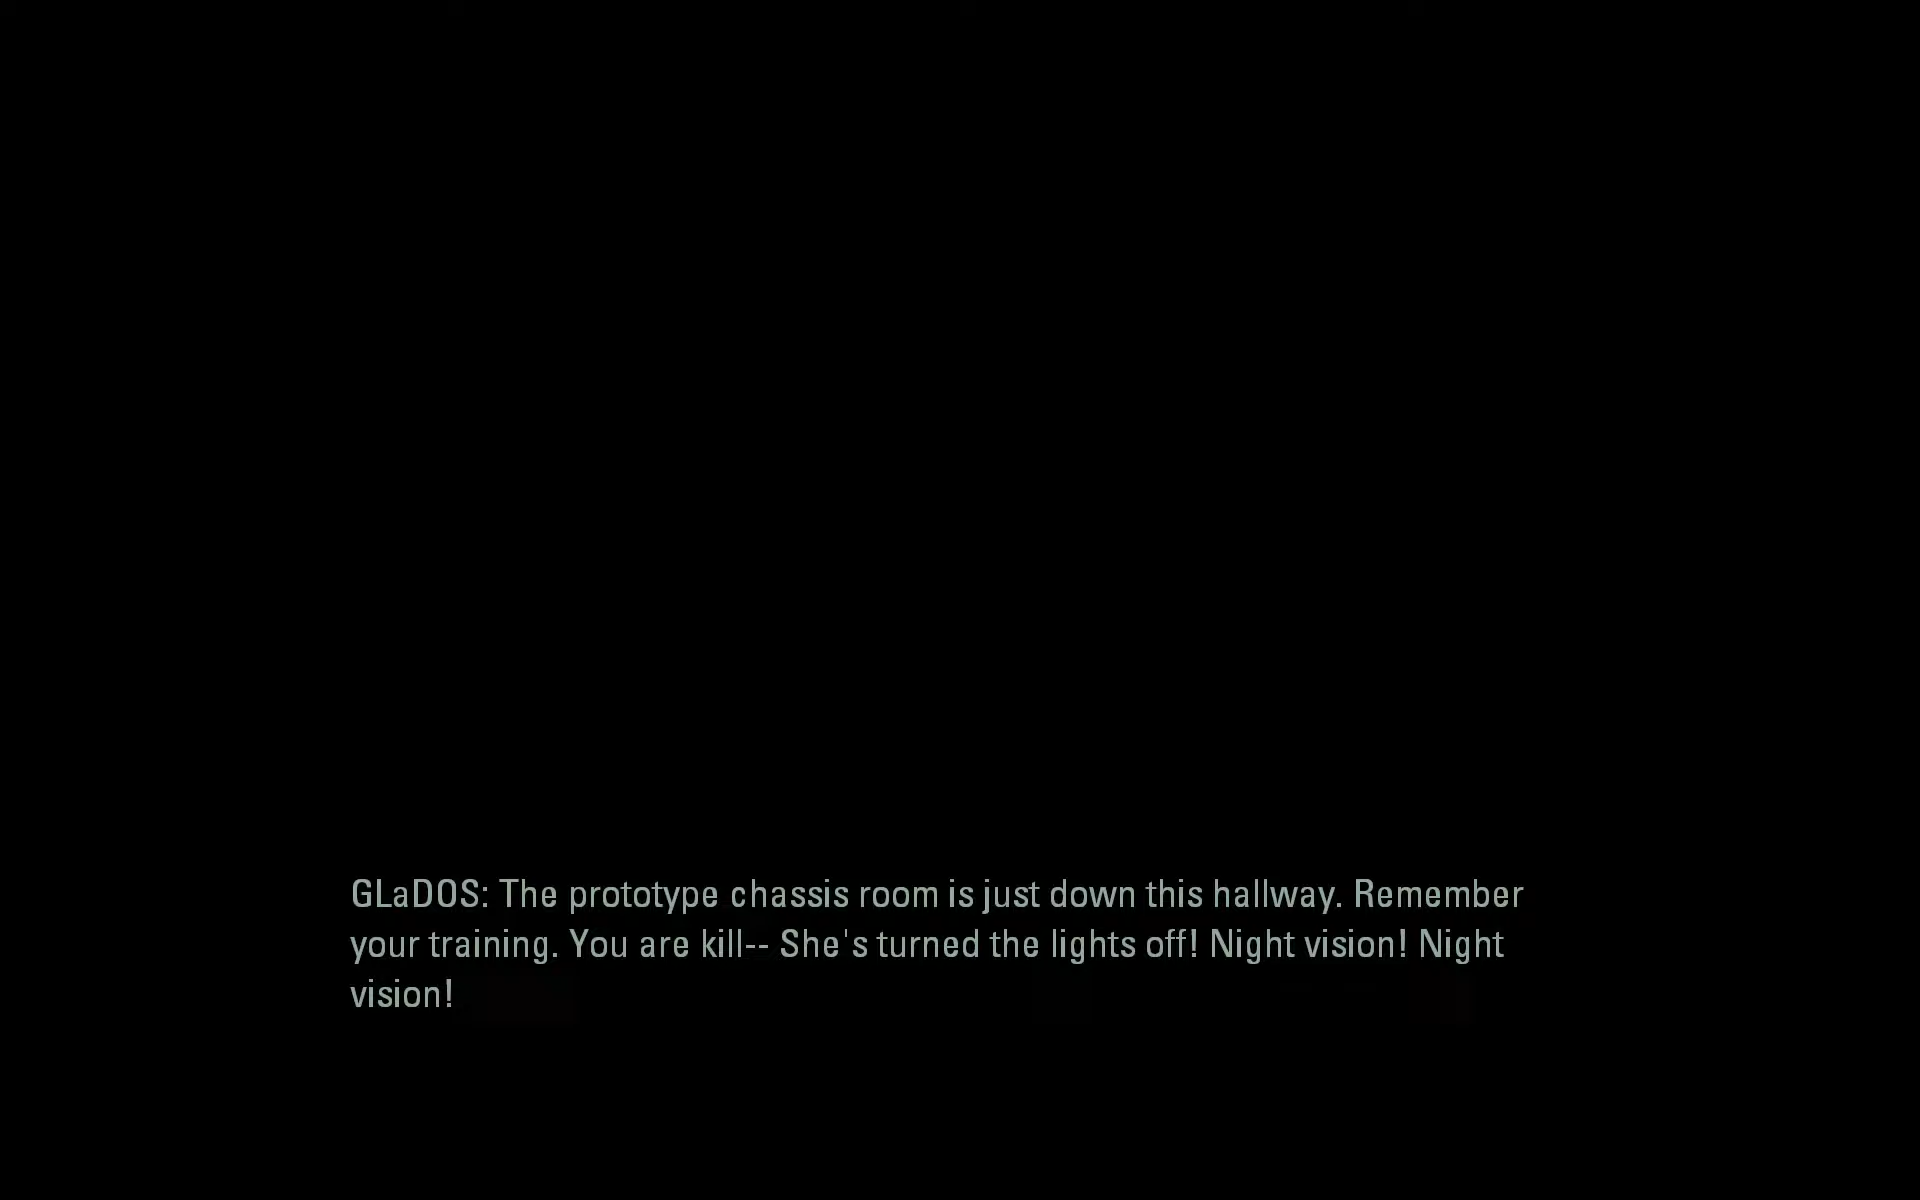 GLaDOS: The prototype chassis room is just down this hallway. Remember
your training. You are kill-- She's turned the lights off! Night vision! Night
vision!